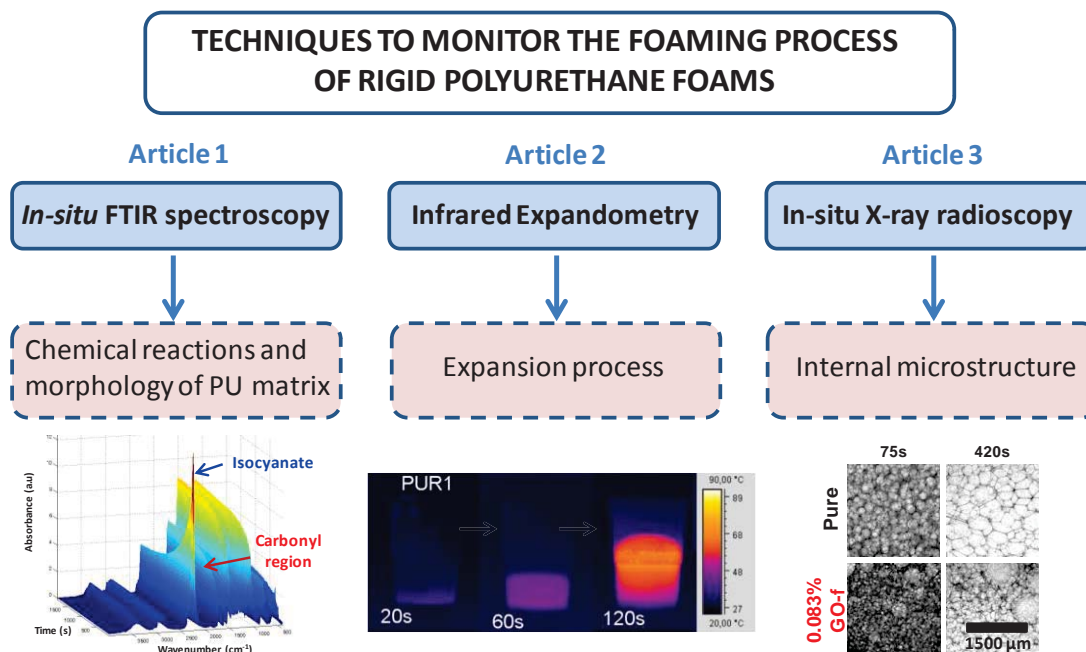 TECHNIQUES TO MONITOR THE FOAMING PROCESS
OF RIGID POLYURETHANE FOAMS
Article 1
In-situ FTIR spectroscopy
Chemical reactions and
morphology of PU matrix
Isocyanate
Carbonyl
region
Absorbance (a.u)
Time (s)
Wavenumber (cm-1)
Article 2
Infrared Expandometry
Expansion process
PUR1
20s
60s
120s
90,00 °C
89
69
48
27
20,00 °C
Article 3
In-situ X-ray radioscopy
Internal microstructure
75s
420s
Pure
0.083%
GO-f
1500 µm